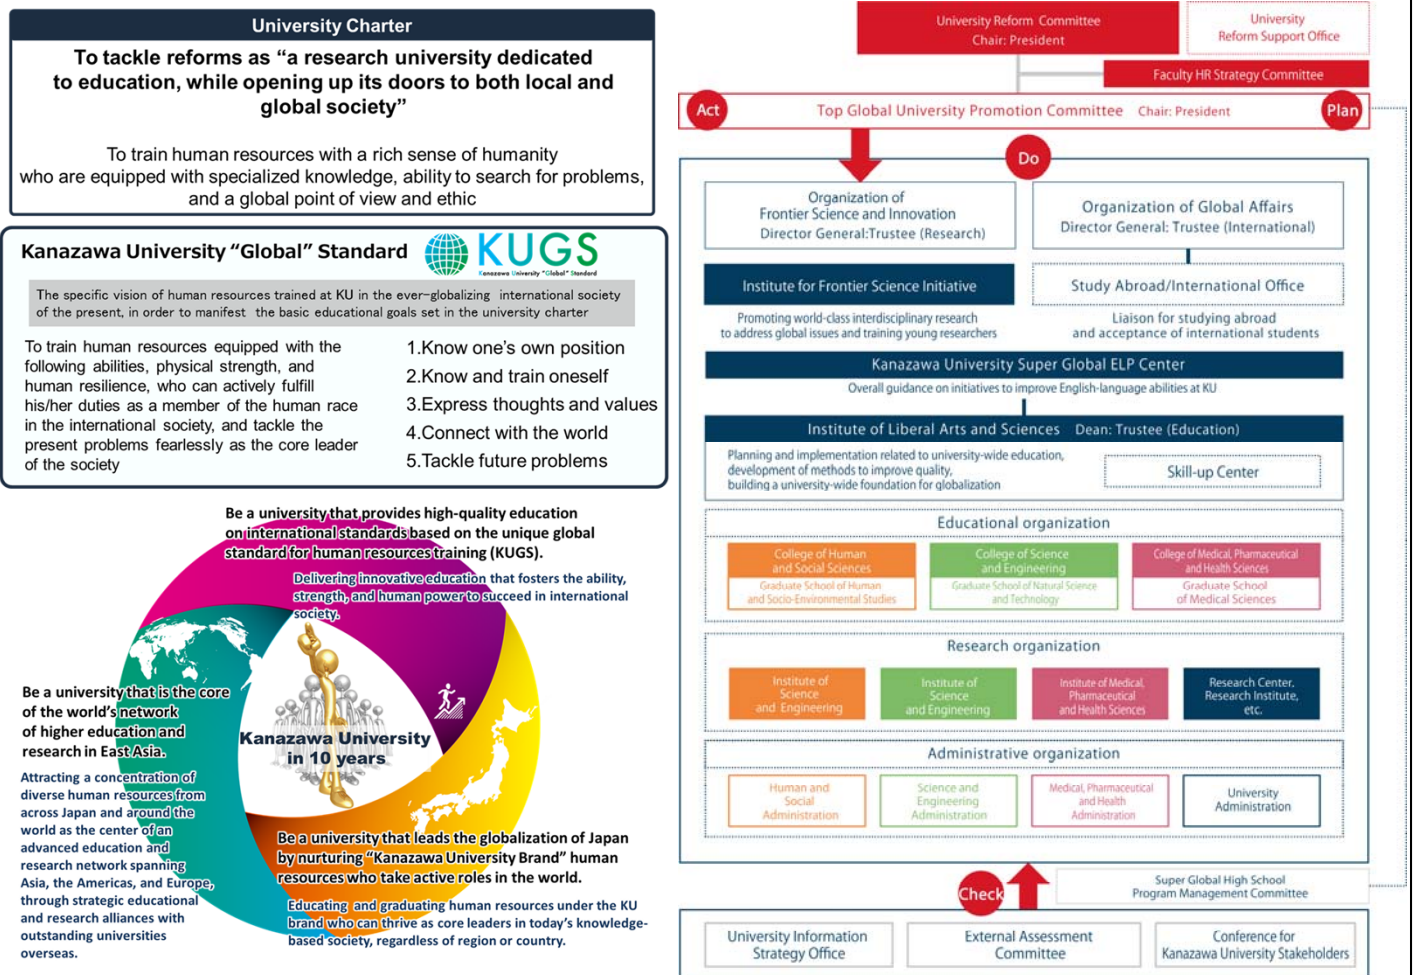 University Charter
To tackle reforms as “a research university dedicated
to education, while opening up its doors to both local and
global society”
To train human resources with a rich sense of humanity
who are equipped with specialized knowledge, ability to search for problems,
and a global point of view and ethic
Kanazawa University “Global” Standard
KUGS
Kanazawa University "Global" Standard
The specific vision of human resources trained at KU in the ever-globalizing international society
of the present, in order to manifest the basic educational goals set in the university charter
To train human resources equipped with the
following abilities, physical strength, and
human resilience, who can actively fulfill
his/her duties as a member of the human race
in the international society, and tackle the
present problems fearlessly as the core leader
of the society
1.Know one’s own position
2.Know and train oneself
3.Express thoughts and values
4.Connect with the world
5.Tackle future problems
Be a university that provides high-quality education
on international standards based on the unique global
standard for human resources training (KUGS).
Delivering innovative education that fosters the ability,
strength, and human power to succeed in international
society.
Be a university that is the core
of the world’s network
of higher education and
research in East Asia.
Attracting a concentration of
diverse human resources from
across Japan and around the
world as the center of an
advanced education and
research network spanning
Asia, the Americas, and Europe,
through strategic educational
and research alliances with
outstanding universities
overseas.
Kanazawa University
in 10 years
Be a university that leads the globalization of Japan
by nurturing “Kanazawa University Brand” human
resources who take active roles in the world.
Educating and graduating human resources under the KU
brand who can thrive as core leaders in today’s knowledge-
based society, regardless of region or country.
University Reform Committee
Chair: President
University
Reform Support Office
Faculty HR Strategy Committee
Act
Top Global University Promotion Committee Chair: President
Plan
Do
Organization of
Frontier Science and Innovation
Director General:Trustee (Research)
Organization of Global Affairs
Director General: Trustee (International)
Institute for Frontier Science Initiative
Study Abroad/International Office
Promoting world-class interdisciplinary research
to address global issues and training young researchers
Liaison for studying abroad
and acceptance of international students
Kanazawa University Super Global ELP Center
Overall guidance on initiatives to improve English-language abilities at KU
Institute of Liberal Arts and Sciences Dean: Trustee (Education)
Planning and implementation related to university-wide education,
development of methods to improve quality,
building a university-wide foundation for globalization
Skill-up Center
Educational organization
College of Human
and Social Sciences
Graduate School of Human
and Socio-Environmental Studies
College of Science
and Engineering
Graduate School of Natural Science
and Technology
College of Medical, Pharmaceutical
and Health Sciences
Graduate School
of Medical Sciences
Research organization
Institute of
Science
and Engineering
Institute of
Science
and Engineering
Institute of Medical,
Pharmaceutical
and Health Sciences
Research Center,
Research Institute,
etc.
Administrative organization
Human and
Social
Administration
Science and
Engineering
Administration
Medical, Pharmaceutical
and Health
Administration
University
Administration
Check
Super Global High School
Program Management Committee
University Information
Strategy Office
External Assessment
Committee
Conference for
Kanazawa University Stakeholders